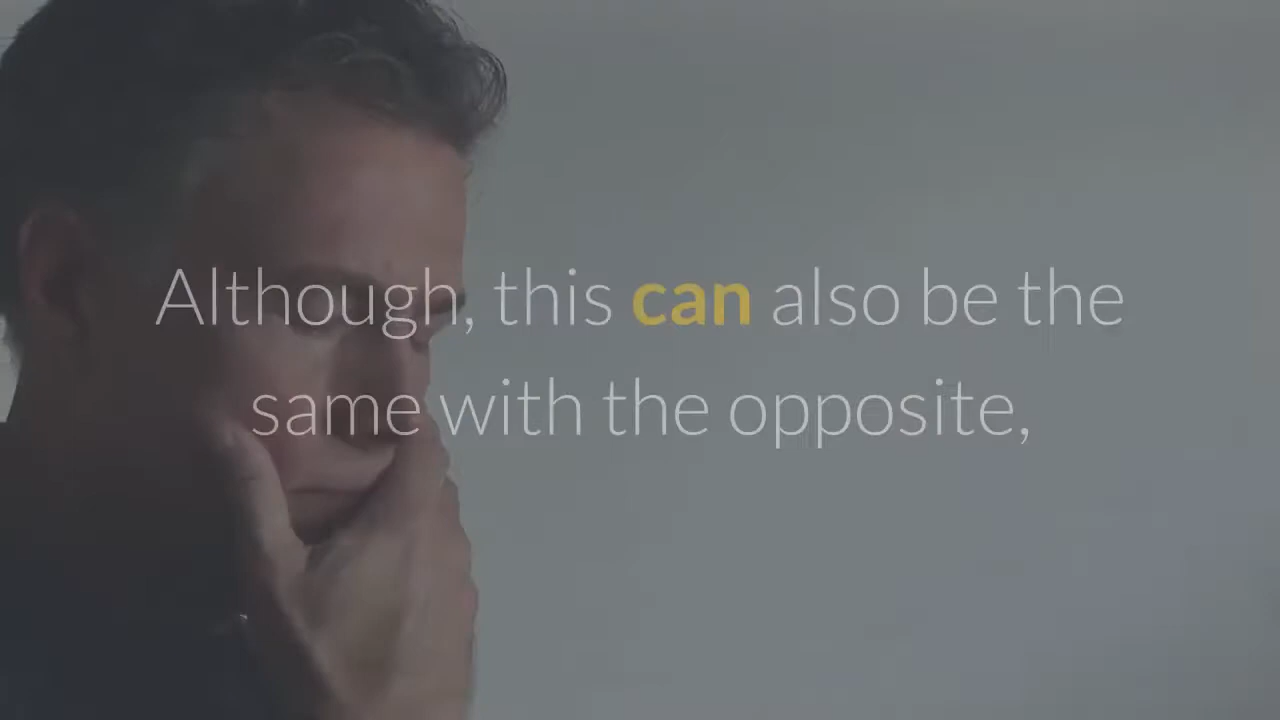 Although, this can also be the
same with the opposite,